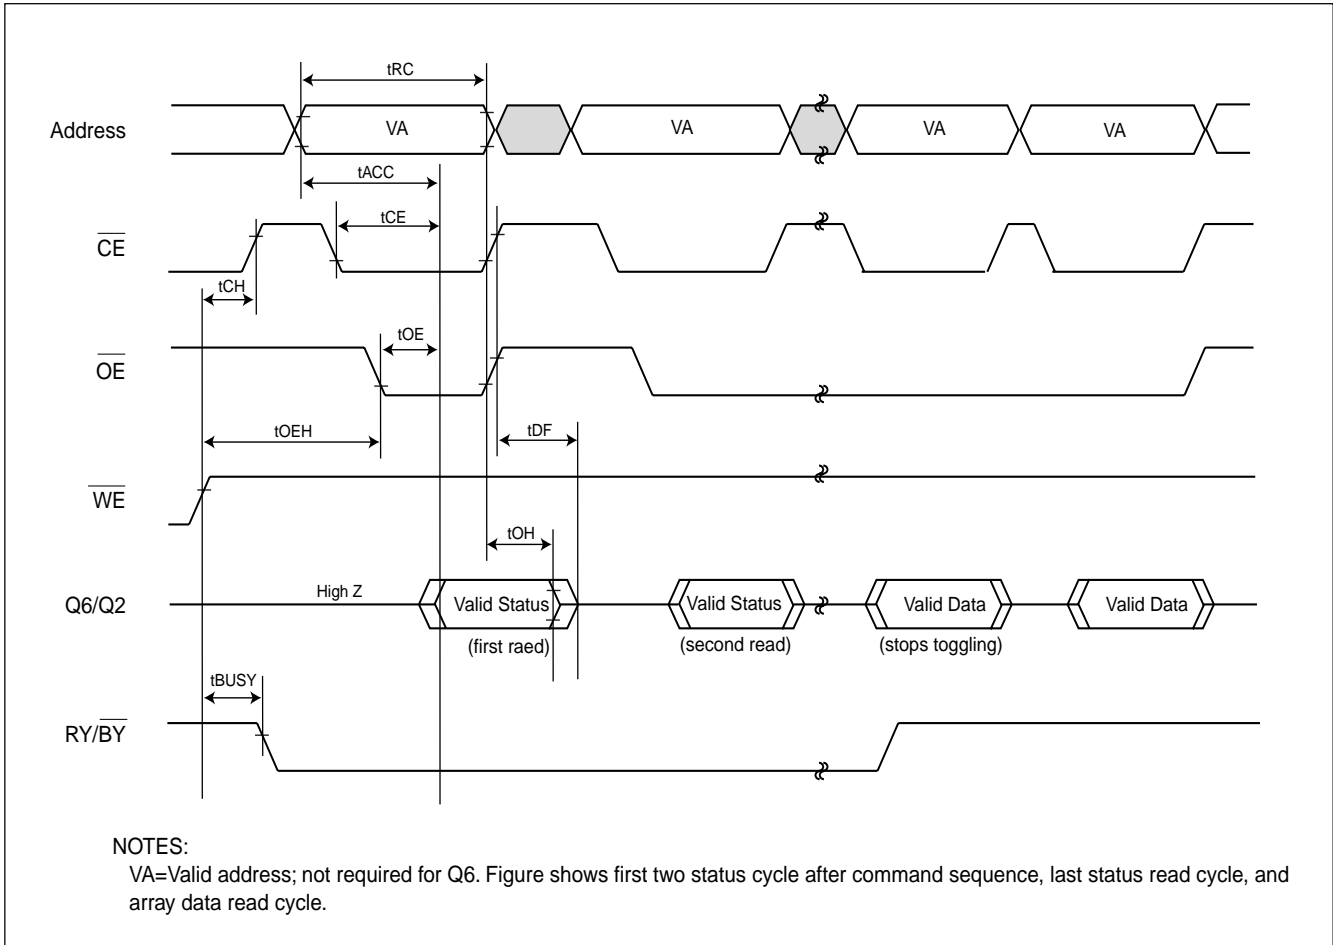 tRC
Address
VA
VA
VA
VA
tACC
tCE
CE
tCH
tOE
OE
tOEH
tDF
WE
tOH
High Z
Q6/Q2
Valid Status
Valid Status
Valid Data
Valid Data
(first raed)
(second read)
(stops toggling)
tBUSY
RY/BY
NOTES:
VA=Valid address; not required for Q6. Figure shows first two status cycle after command sequence, last status read cycle, and
array data read cycle.